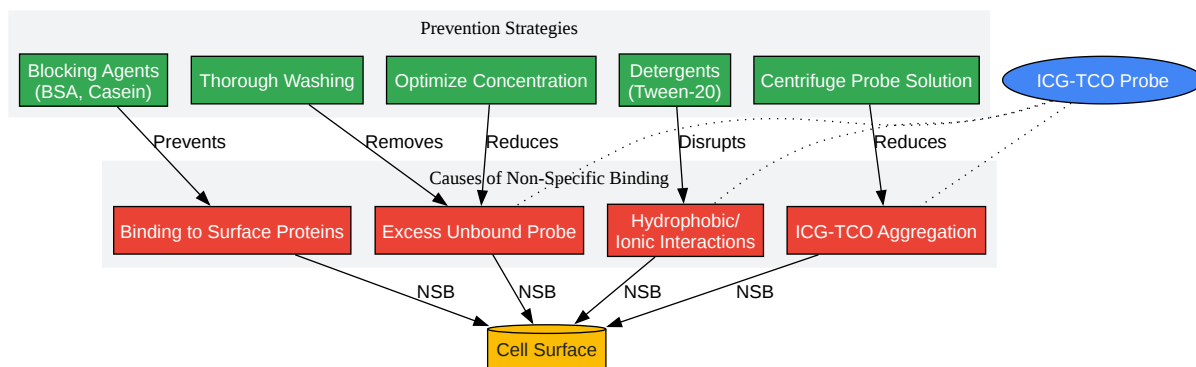 Prevention Strategies
Blocking Agents
(BSA, Casein)
Thorough Washing
Optimize Concentration
Detergents
(Tween-20)
Centrifuge Probe Solution
ICG-TCO Probe
Prevents
Removes
Reduces
Disrupts
Reduces
Causes of Non-Specific Binding
Binding to Surface Proteins
Excess Unbound Probe
Hydrophobic/
Ionic Interactions
ICG-TCO Aggregation
NSB
NSB
NSB
NSB
Cell Surface